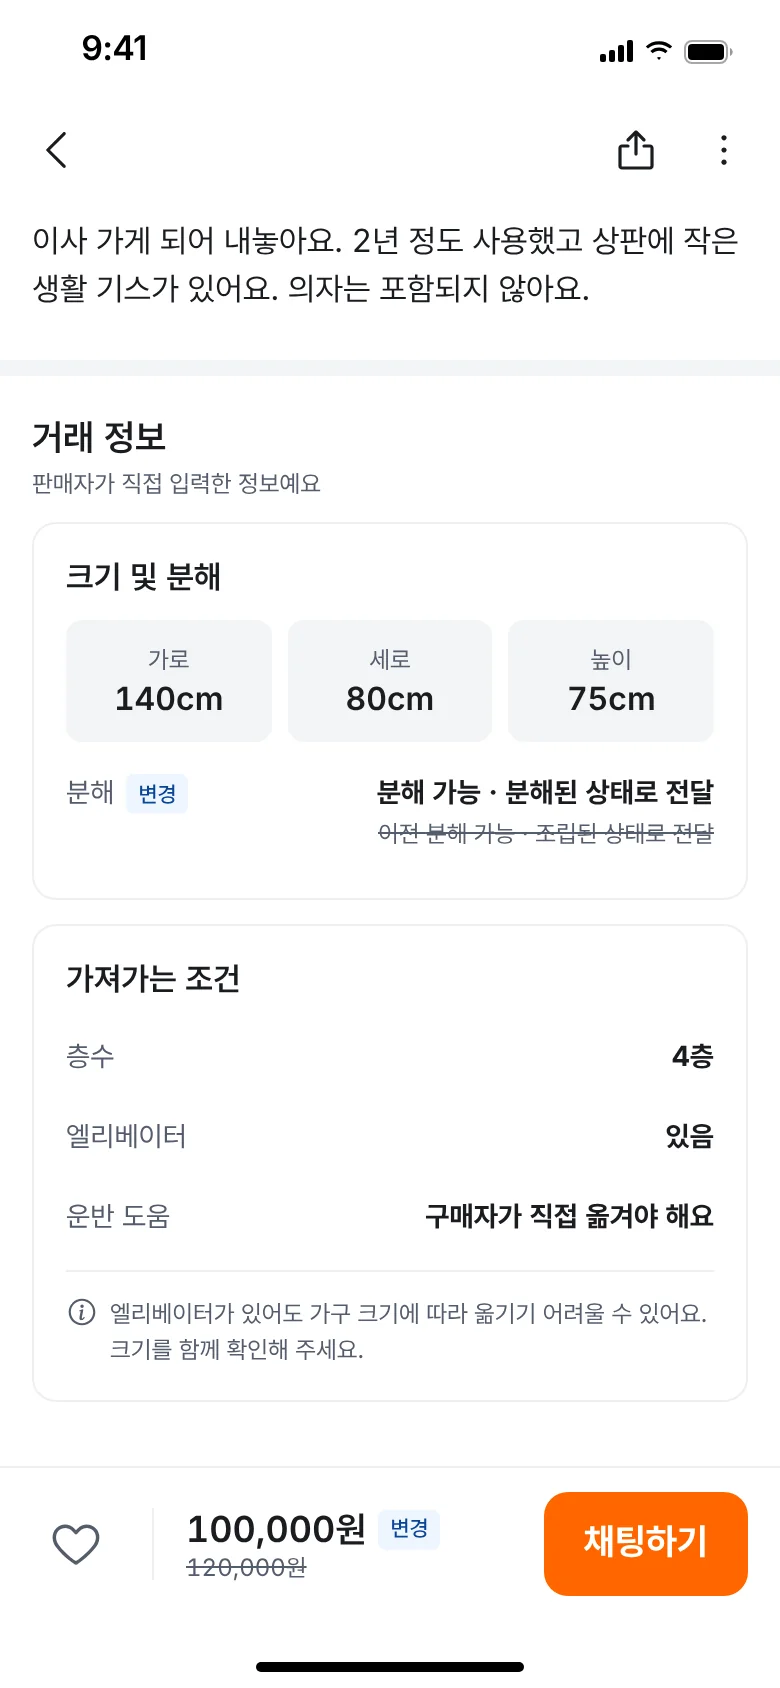 9:41
이사 가게 되어 내놓아요. 2년 정도 사용했고 상판에 작은
생활 기스가 있어요. 의자는 포함되지 않아요.
거래 정보
판매자가 직접 입력한 정보예요
크기 및 분해
가로 세로 높이
140cm 80cm 75cm
분해 변경 분해 가능 · 분해된 상태로 전달
이전 분해 가능 · 조립된 상태로 전달
가져가는 조건
층수 4층
엘리베이터 있음
운반 도움 구매자가 직접 옮겨야 해요
엘리베이터가 있어도 가구 크기에 따라 옮기기 어려울 수 있어요.
크기를 함께 확인해 주세요.
100,000원 변경
120,000원
채팅하기